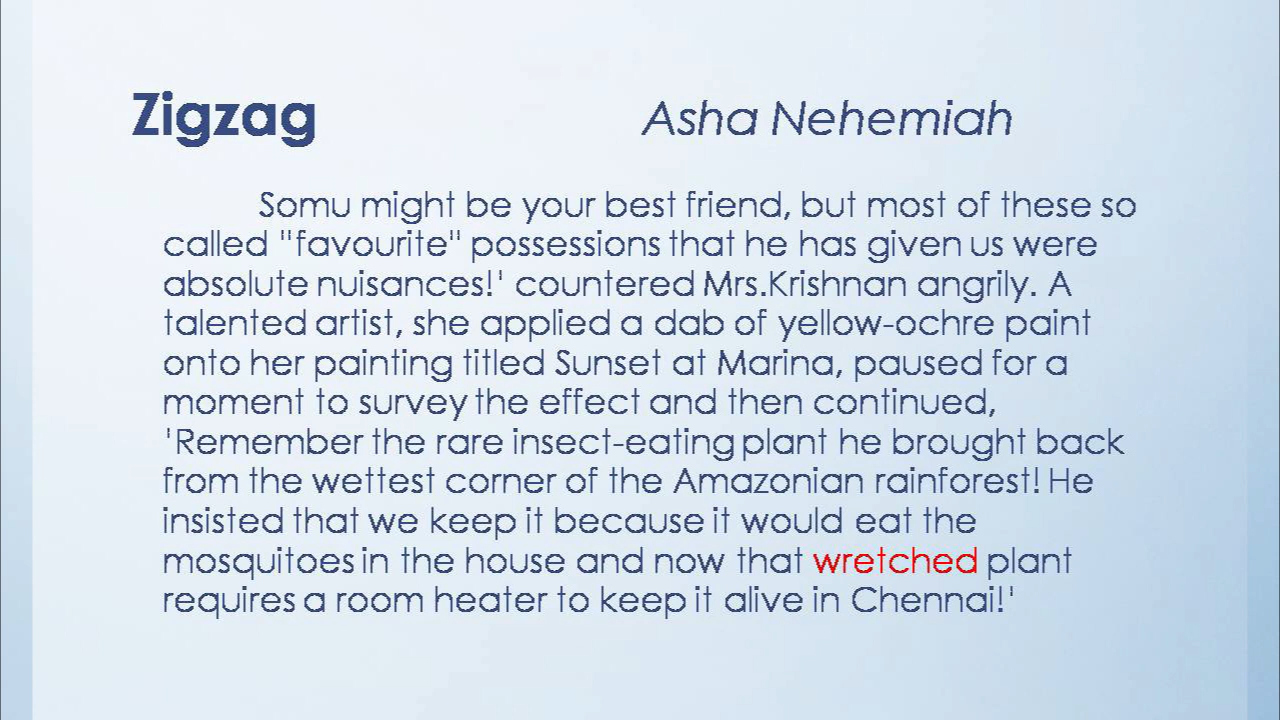 Zigzag Asha Nehemiah
Somu might be your best friend, but most of these so
called "favourite" possessions that he has given us were
absolute nuisances!' countered Mrs.Krishnan angrily. A
talented artist, she applied a dab of yellow-ochre paint
onto her painting titled Sunset at Marina, paused for a
moment to survey the effect and then continued,
'Remember the rare insect-eating plant he brought back
from the wettest corner of the Amazonian rainforest! He
insisted that we keep it because it would eat the
mosquitoes in the house and now that wretched plant
requires a room heater to keep it alive in Chennai!'